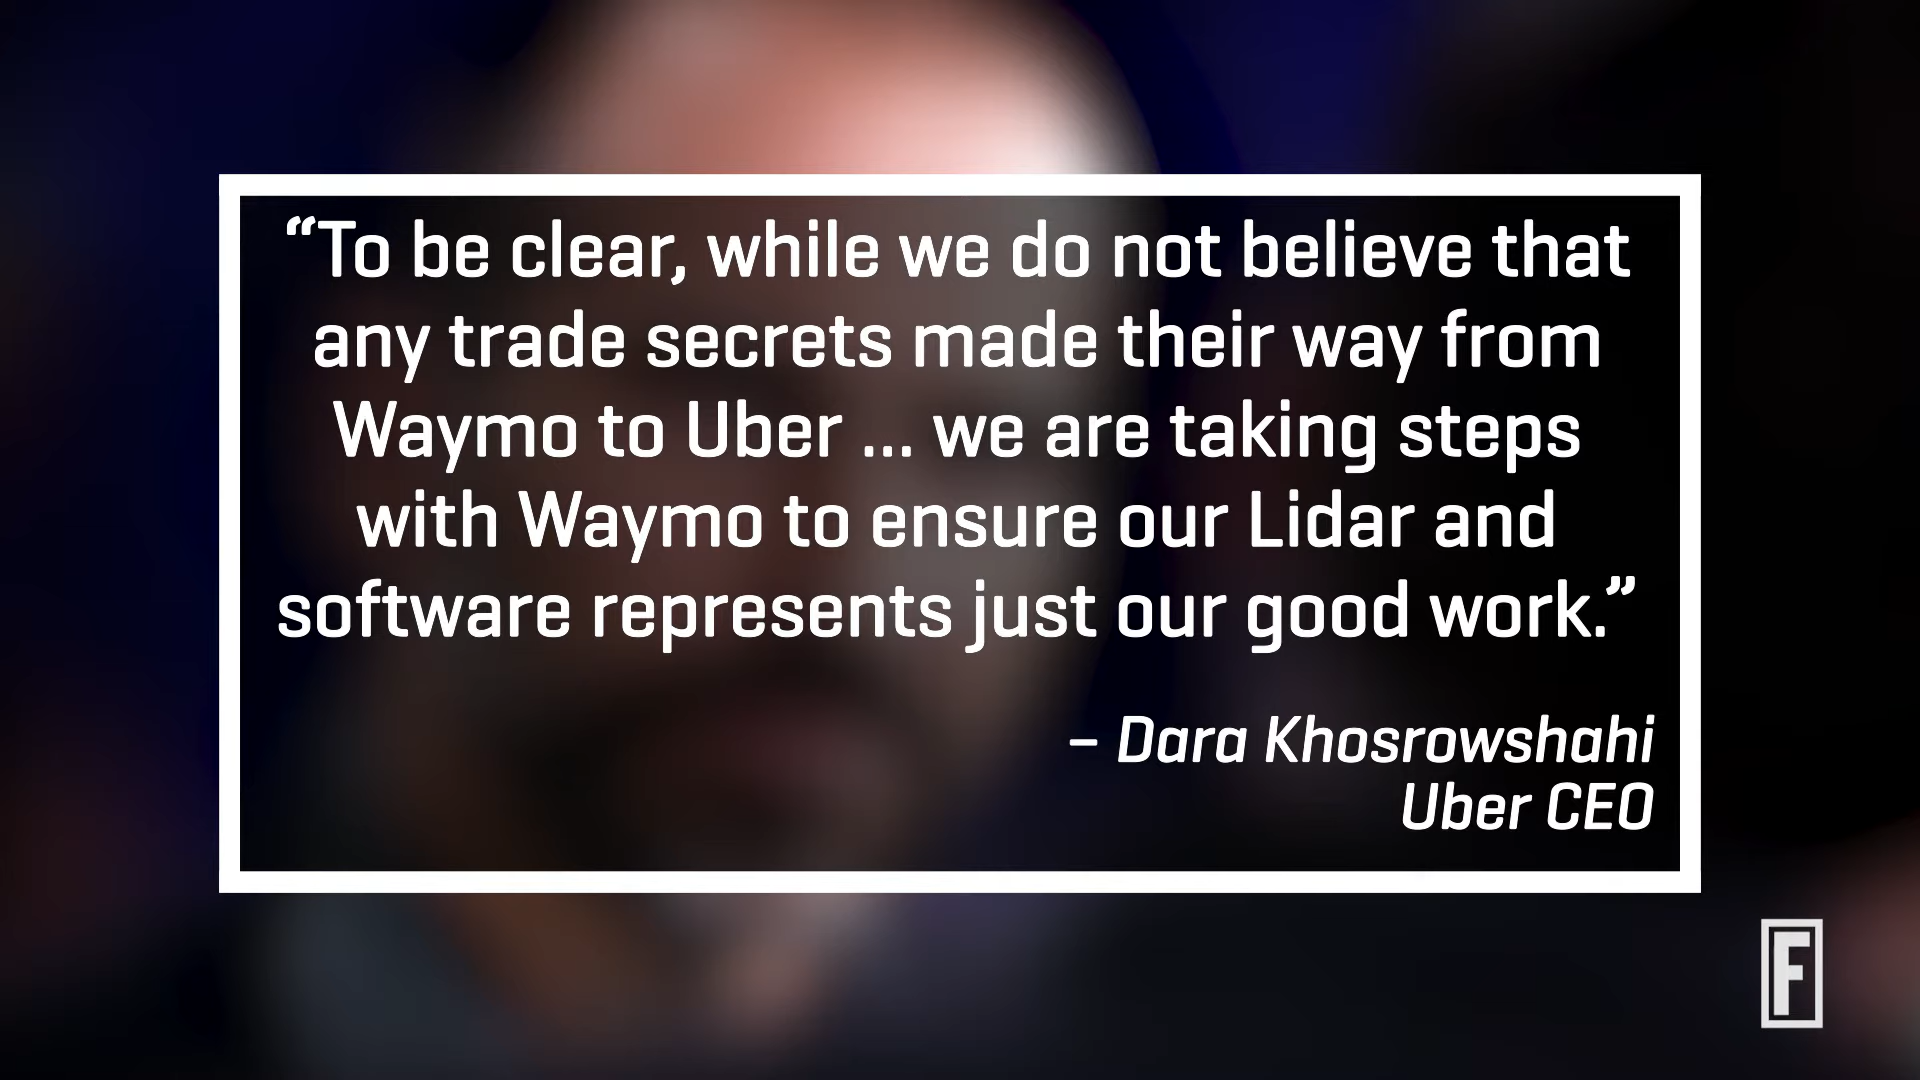 “To be clear, while we do not believe that
any trade secrets made their way from
Waymo to Uber ... we are taking steps
with Waymo to ensure our Lidar and
software represents just our good work.”
– Dara Khosrowshahi
Uber CEO
F